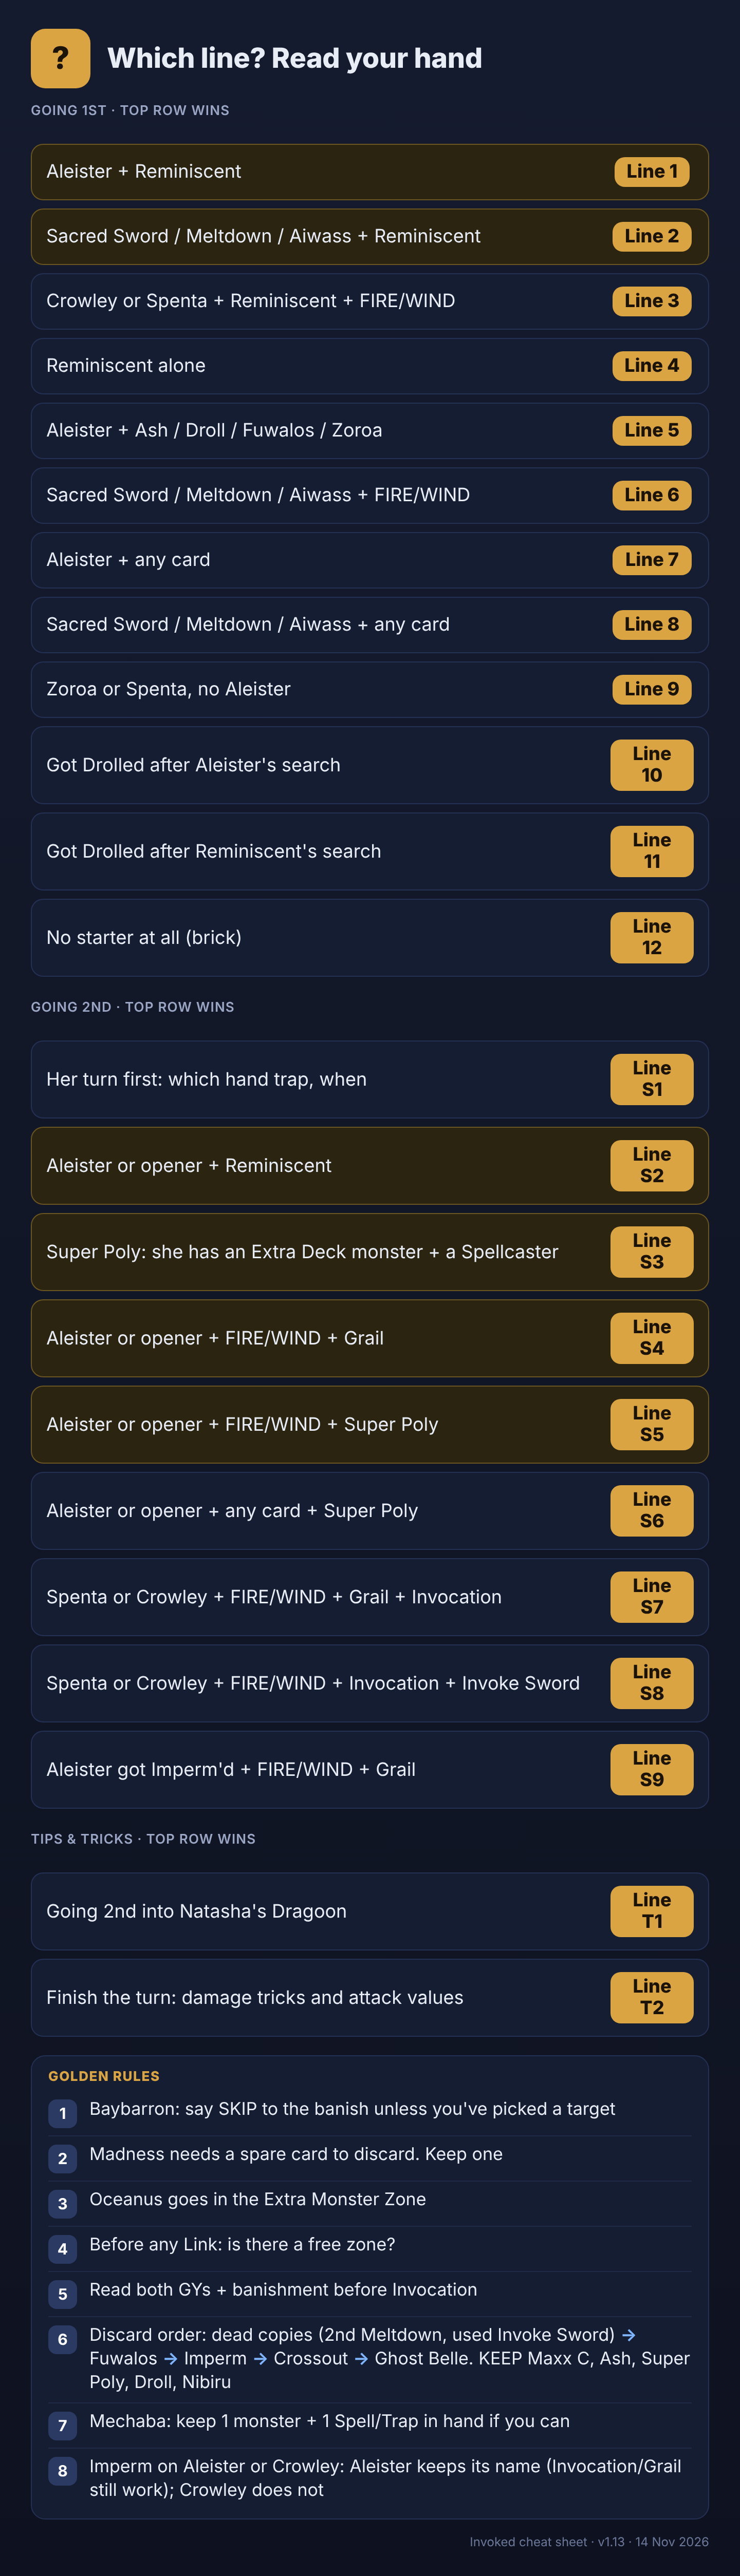 ?
Which line? Read your hand
GOING 1ST · TOP ROW WINS
Aleister + Reminiscent
Line 1
Sacred Sword / Meltdown / Aiwass + Reminiscent
Line 2
Crowley or Spenta + Reminiscent + FIRE/WIND
Line 3
Reminiscent alone
Line 4
Aleister + Ash / Droll / Fuwalos / Zoroa
Line 5
Sacred Sword / Meltdown / Aiwass + FIRE/WIND
Line 6
Aleister + any card
Line 7
Sacred Sword / Meltdown / Aiwass + any card
Line 8
Zoroa or Spenta, no Aleister
Line 9
Got Drolled after Aleister's search
Line
10
Got Drolled after Reminiscent's search
Line
11
No starter at all (brick)
Line
12
GOING 2ND · TOP ROW WINS
Her turn first: which hand trap, when
Line
S1
Aleister or opener + Reminiscent
Line
S2
Super Poly: she has an Extra Deck monster + a Spellcaster
Line
S3
Aleister or opener + FIRE/WIND + Grail
Line
S4
Aleister or opener + FIRE/WIND + Super Poly
Line
S5
Aleister or opener + any card + Super Poly
Line
S6
Spenta or Crowley + FIRE/WIND + Grail + Invocation
Line
S7
Spenta or Crowley + FIRE/WIND + Invocation + Invoke Sword
Line
S8
Aleister got Imperm'd + FIRE/WIND + Grail
Line
S9
TIPS & TRICKS · TOP ROW WINS
Going 2nd into Natasha's Dragoon
Line
T1
Finish the turn: damage tricks and attack values
Line
T2
GOLDEN RULES
1 Baybarron: say SKIP to the banish unless you've picked a target
2 Madness needs a spare card to discard. Keep one
3 Oceanus goes in the Extra Monster Zone
4 Before any Link: is there a free zone?
5 Read both GYs + banishment before Invocation
6 Discard order: dead copies (2nd Meltdown, used Invoke Sword) →
Fuwalos → Imperm → Crossout → Ghost Belle. KEEP Maxx C, Ash, Super
Poly, Droll, Nibiru
7 Mechaba: keep 1 monster + 1 Spell/Trap in hand if you can
8 Imperm on Aleister or Crowley: Aleister keeps its name (Invocation/Grail
still work); Crowley does not
Invoked cheat sheet · v1.13 · 14 Nov 2026